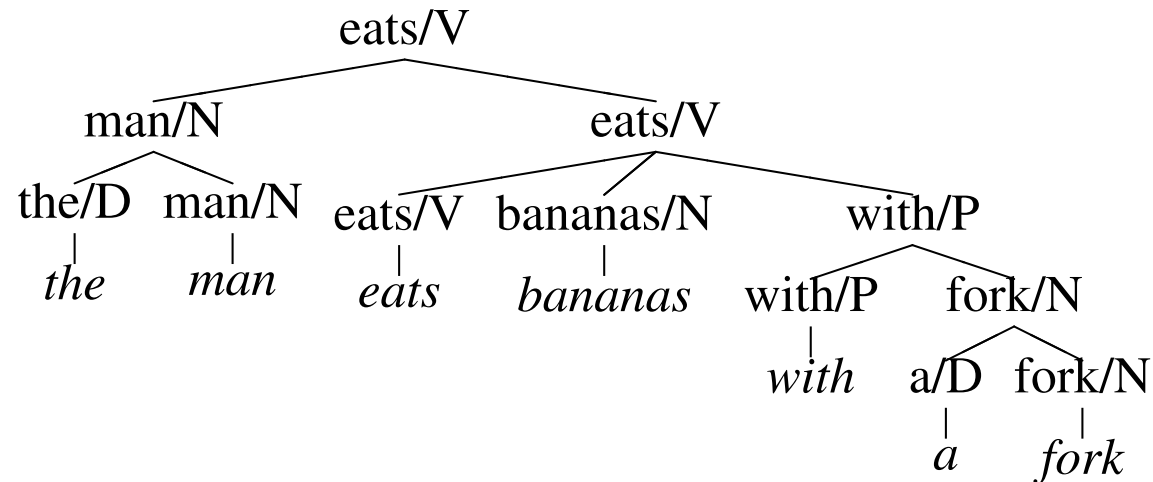 eats/V
man/N eats/V
the/D man/N eats/V bananas/N with/P
the man eats bananas with/P fork/N
with a/D fork/N
a fork